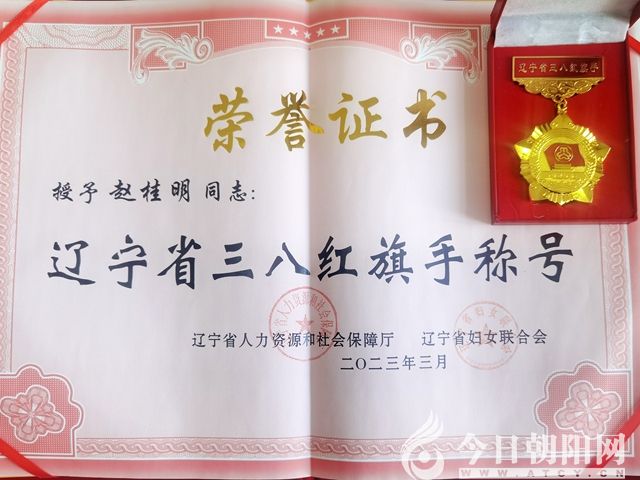 辽宁省三八红旗手
荣誉证书
授予 赵桂明 同志：
辽宁省三八红旗手称号
辽宁省人力资源和社会保障厅 辽宁省妇女联合会
二〇二三年三月
今日朝阳网
WWW.ATCY.CN